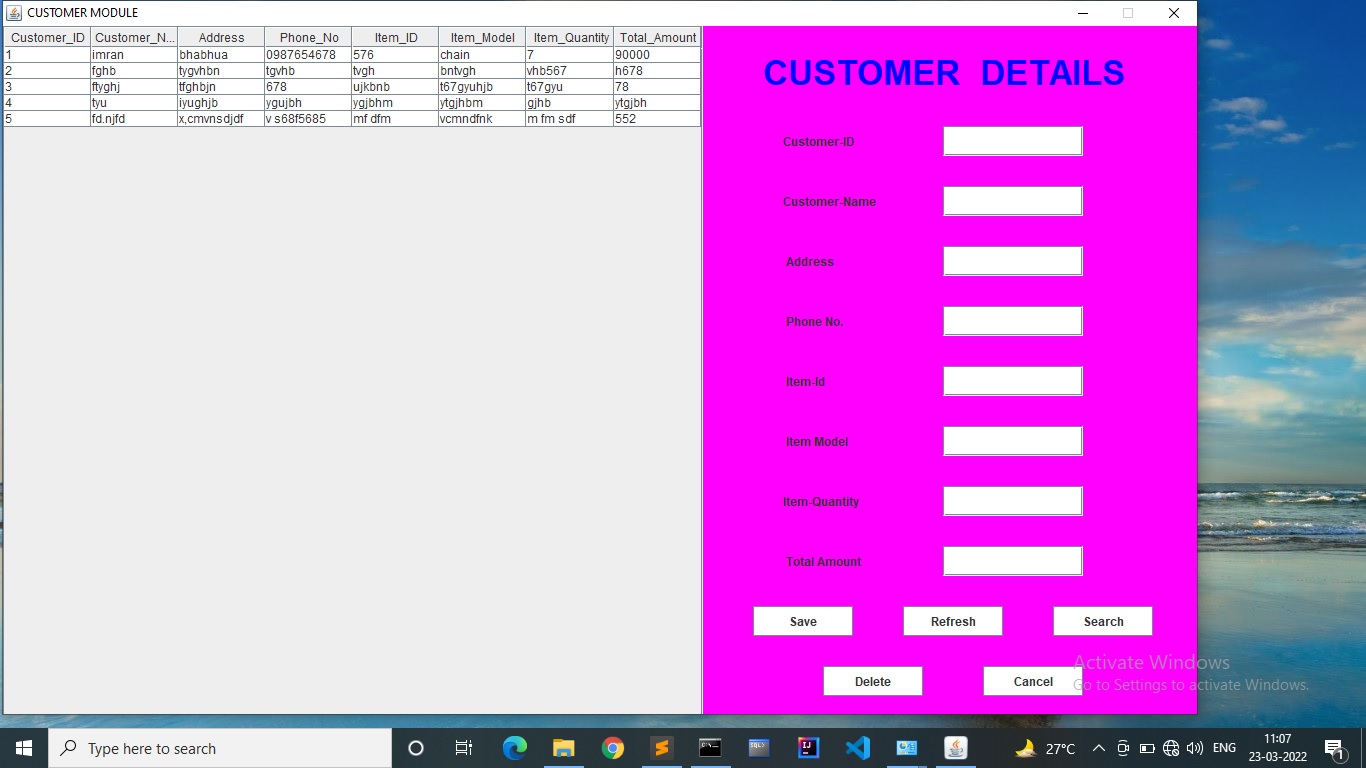 CUSTOMER MODULE
Customer_ID Customer_N... Address Phone_No Item_ID Item_Model Item_Quantity Total_Amount
1 imran bhabhua 0987654678 576 chain 7 90000
2 fghb tygvhbn tgvhb tvgh bntvgh vhb567 h678
3 ftyghj tfghbjn 678 ujkbnb t67gyuhjb t67gyu 78
4 tyu iyughjb ygujbh ygjbhm ytgjhbm gjhb ytgjbh
5 fd.njfd x,cmvnsdjdf v s68f5685 mf dfm vcmndfnk m fm sdf 552
CUSTOMER DETAILS
Customer-ID
Customer-Name
Address
Phone No.
Item-Id
Item Model
Item-Quantity
Total Amount
Save Refresh Search
Delete Cancel
Activate Windows
Go to Settings to activate Windows.
Type here to search
27°C
ENG
11:07
23-03-2022
1